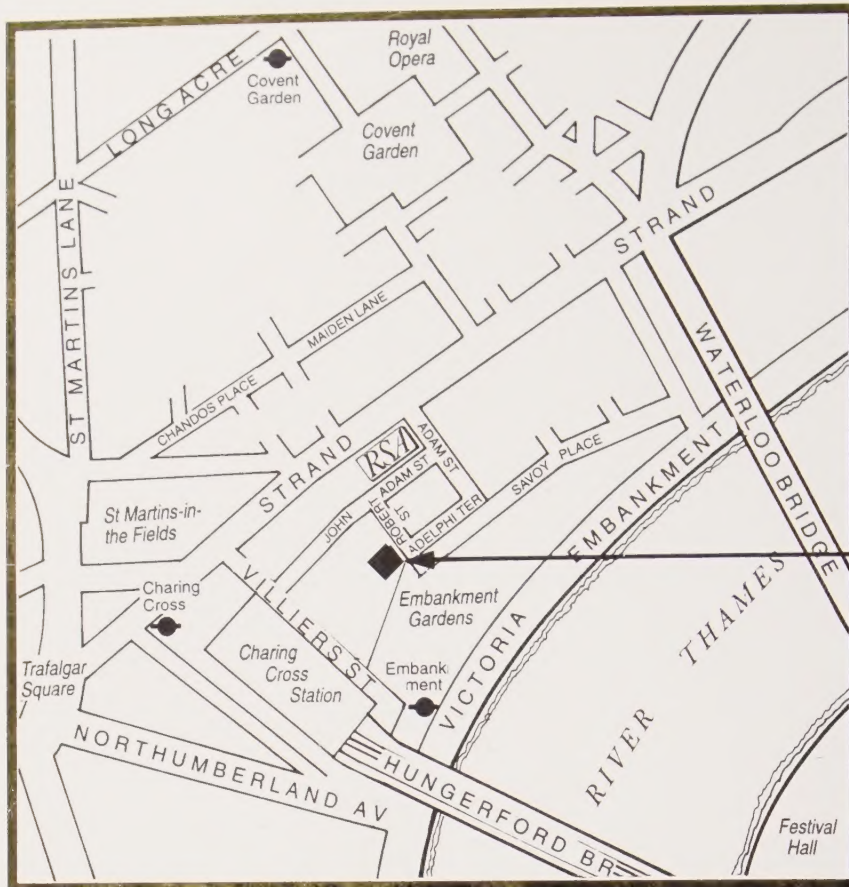 Royal
Opera
LONG ACRE
Covent
Garden
Covent
Garden
STRAND
ST MARTINS LANE
MAIDEN LANE
CHANDOS PLACE
WATERLOO BRIDGE
STRAND
RSA
ADAM ST
JOHN ADAM ST
ROBERT ST
ADELPHI TER
SAVOY PLACE
St Martins-in-
the Fields
VICTORIA EMBANKMENT
Charing
Cross
VILLIERS ST
Embankment
Gardens
RIVER THAMES
Trafalgar
Square
Charing
Cross
Station
Embank
ment
NORTHUMBERLAND AV
HUNGERFORD BR
Festival
Hall